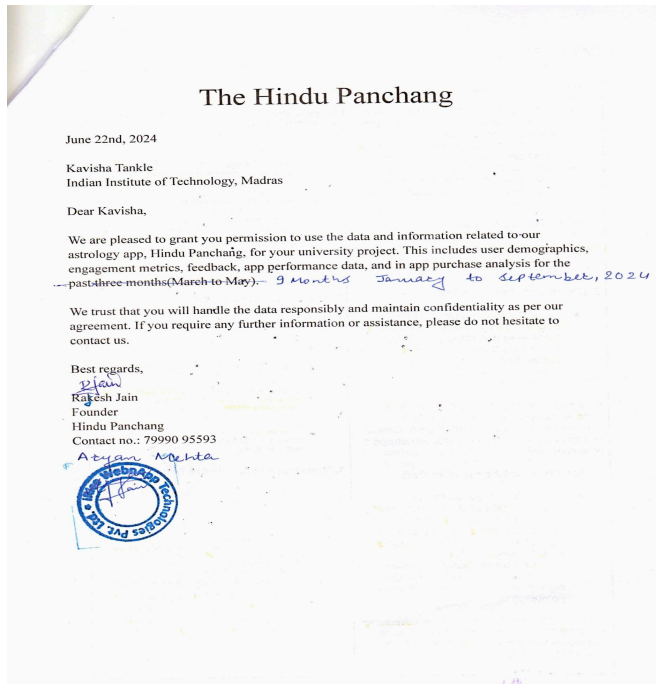 The Hindu Panchang
June 22nd, 2024
Kavisha Tankle
Indian Institute of Technology, Madras
Dear Kavisha,
We are pleased to grant you permission to use the data and information related to our
astrology app, Hindu Panchang, for your university project. This includes user demographics,
engagement metrics, feedback, app performance data, and in app purchase analysis for the
past three months(March to May). 9 Months January to September, 2024
We trust that you will handle the data responsibly and maintain confidentiality as per our
agreement. If you require any further information or assistance, please do not hesitate to
contact us.
Best regards,
RJain
Rakesh Jain
Founder
Hindu Panchang
Contact no.: 79990 95593
Atyan Mehta
WebnApp Technologies Pvt. Ltd.